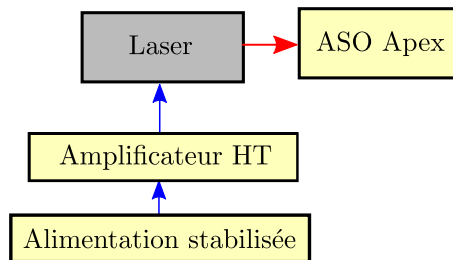 Laser
ASO Apex
Amplificateur HT
Alimentation stabilisée